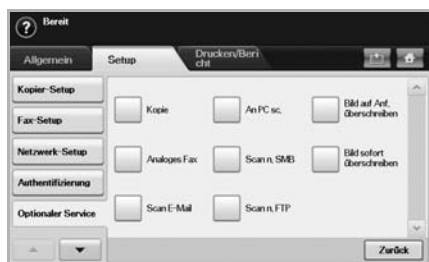 Bereit
Allgemein
Setup
Drucken/Beri
cht
Kopier-Setup
Fax-Setup
Netzwerk-Setup
Authentifizierung
Optionaler Service
Kopie
An PC sc,
Bild auf Anf,
überschreiben
Analoges Fax
Scan n, SMB
Bild sofort
überschreiben
Scan E-Mail
Scan n, FTP
Zurück